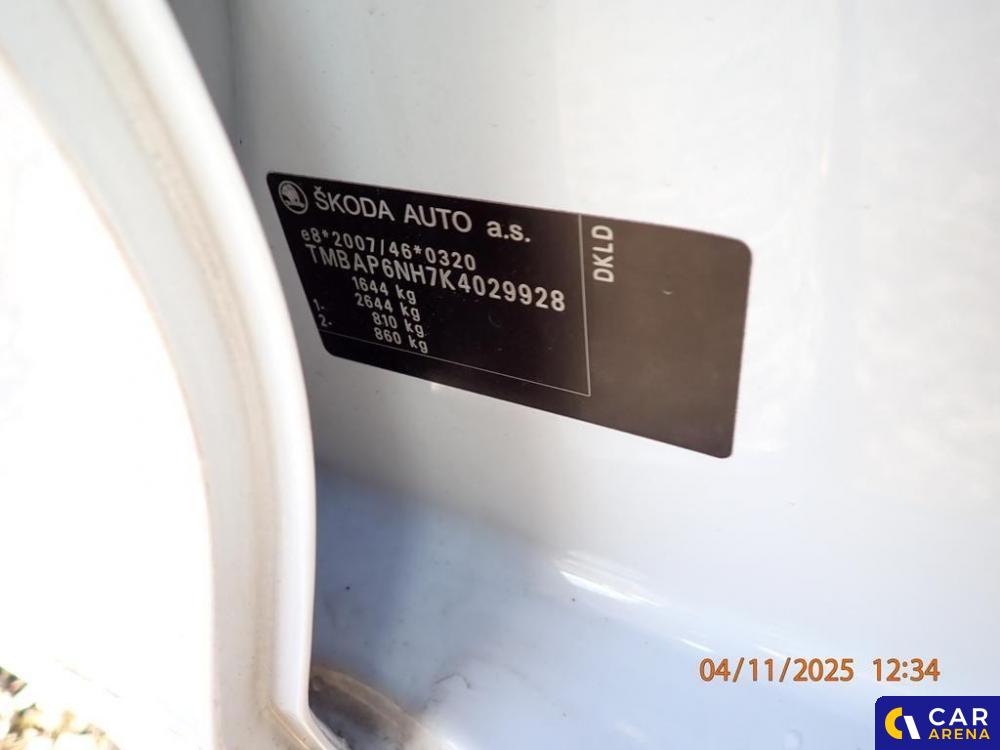 ŠKODA AUTO a.s.
e8*2007/46*0320
TMBAP6NH7K4029928
1644 kg
1- 2644 kg
2- 810 kg
860 kg
DKLD
04/11/2025 12:34
CAR
ARENA